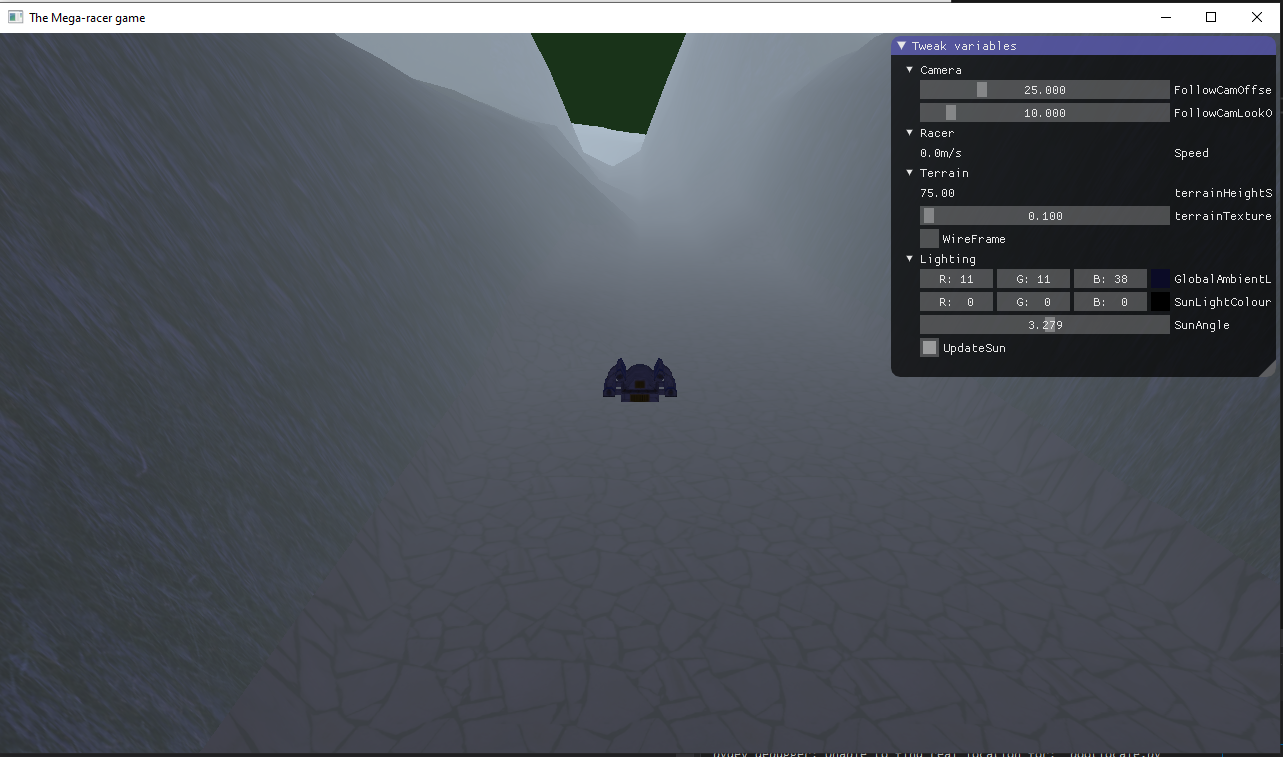 The Mega-racer game
Tweak variables
Camera
25.000 FollowCamOffse
10.000 FollowCamLookO
Racer
0.0m/s Speed
Terrain
75.00 terrainHeightS
0.100 terrainTexture
WireFrame
Lighting
R: 11 G: 11 B: 38 GlobalAmbientL
R: 0 G: 0 B: 0 SunLightColour
3.279 SunAngle
UpdateSun